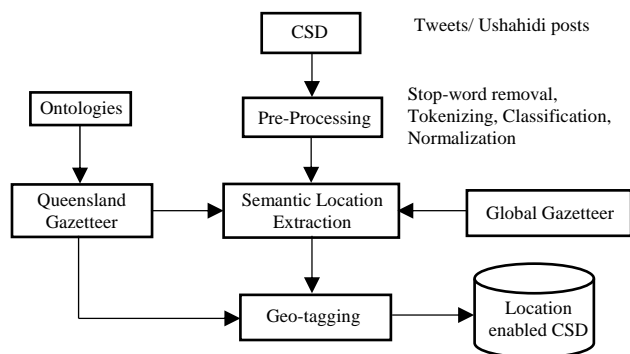 CSD
Tweets/ Ushahidi posts
Ontologies
Pre-Processing
Stop-word removal,
Tokenizing, Classification,
Normalization
Queensland
Gazetteer
Semantic Location
Extraction
Global Gazetteer
Geo-tagging
Location
enabled CSD